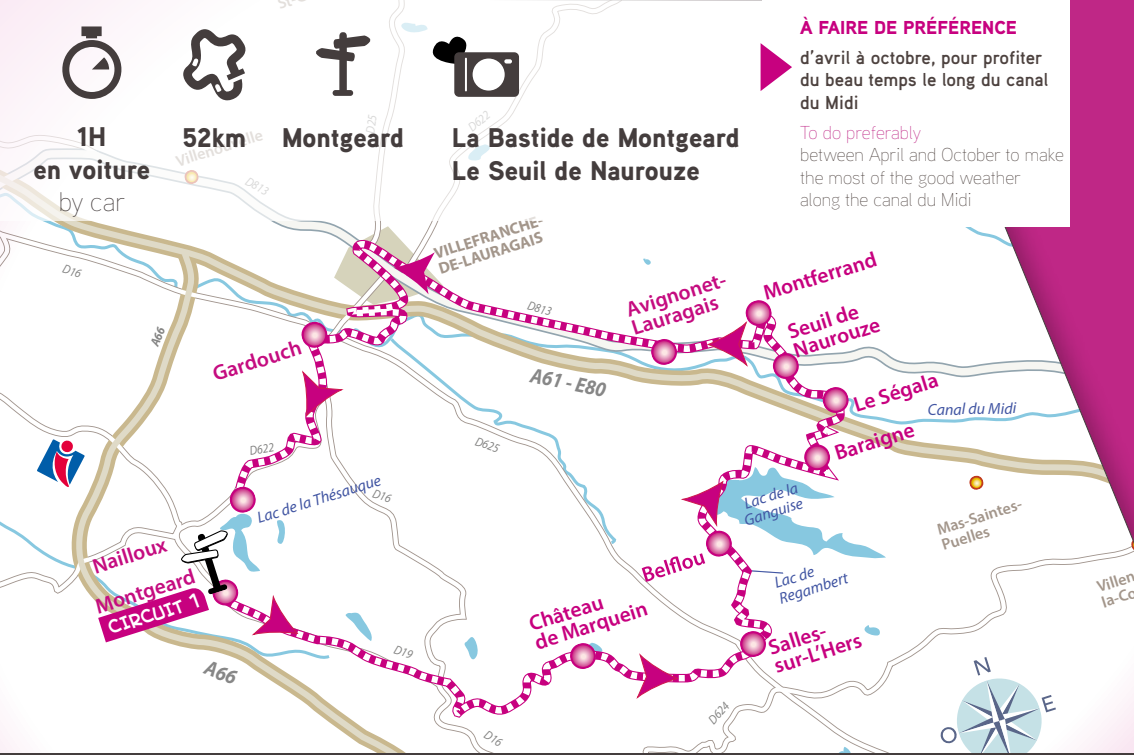 1H
en voiture
by car
52km
Montgeard
La Bastide de Montgeard
Le Seuil de Naurouze
À FAIRE DE PRÉFÉRENCE
d'avril à octobre, pour profiter
du beau temps le long du canal
du Midi
To do preferably
between April and October to make
the most of the good weather
along the canal du Midi
D25
D622
D813
VILLEFRANCHE-
DE-LAURAGAIS
D16
A66
D813
Avignonet-
Lauragais
Montferrand
Seuil de
Naurouze
Gardouch
A61 - E80
Le Ségala
Canal du Midi
Baraigne
D622
D625
Lac de la Thésauque
D16
Lac de la
Ganguise
Mas-Saintes-
Puelles
Nailloux
Montgeard
CIRCUIT 1
Belflou
Lac de
Regambert
Château
de Marquein
Salles-
sur-L'Hers
D19
A66
D16
D624
N
E
O